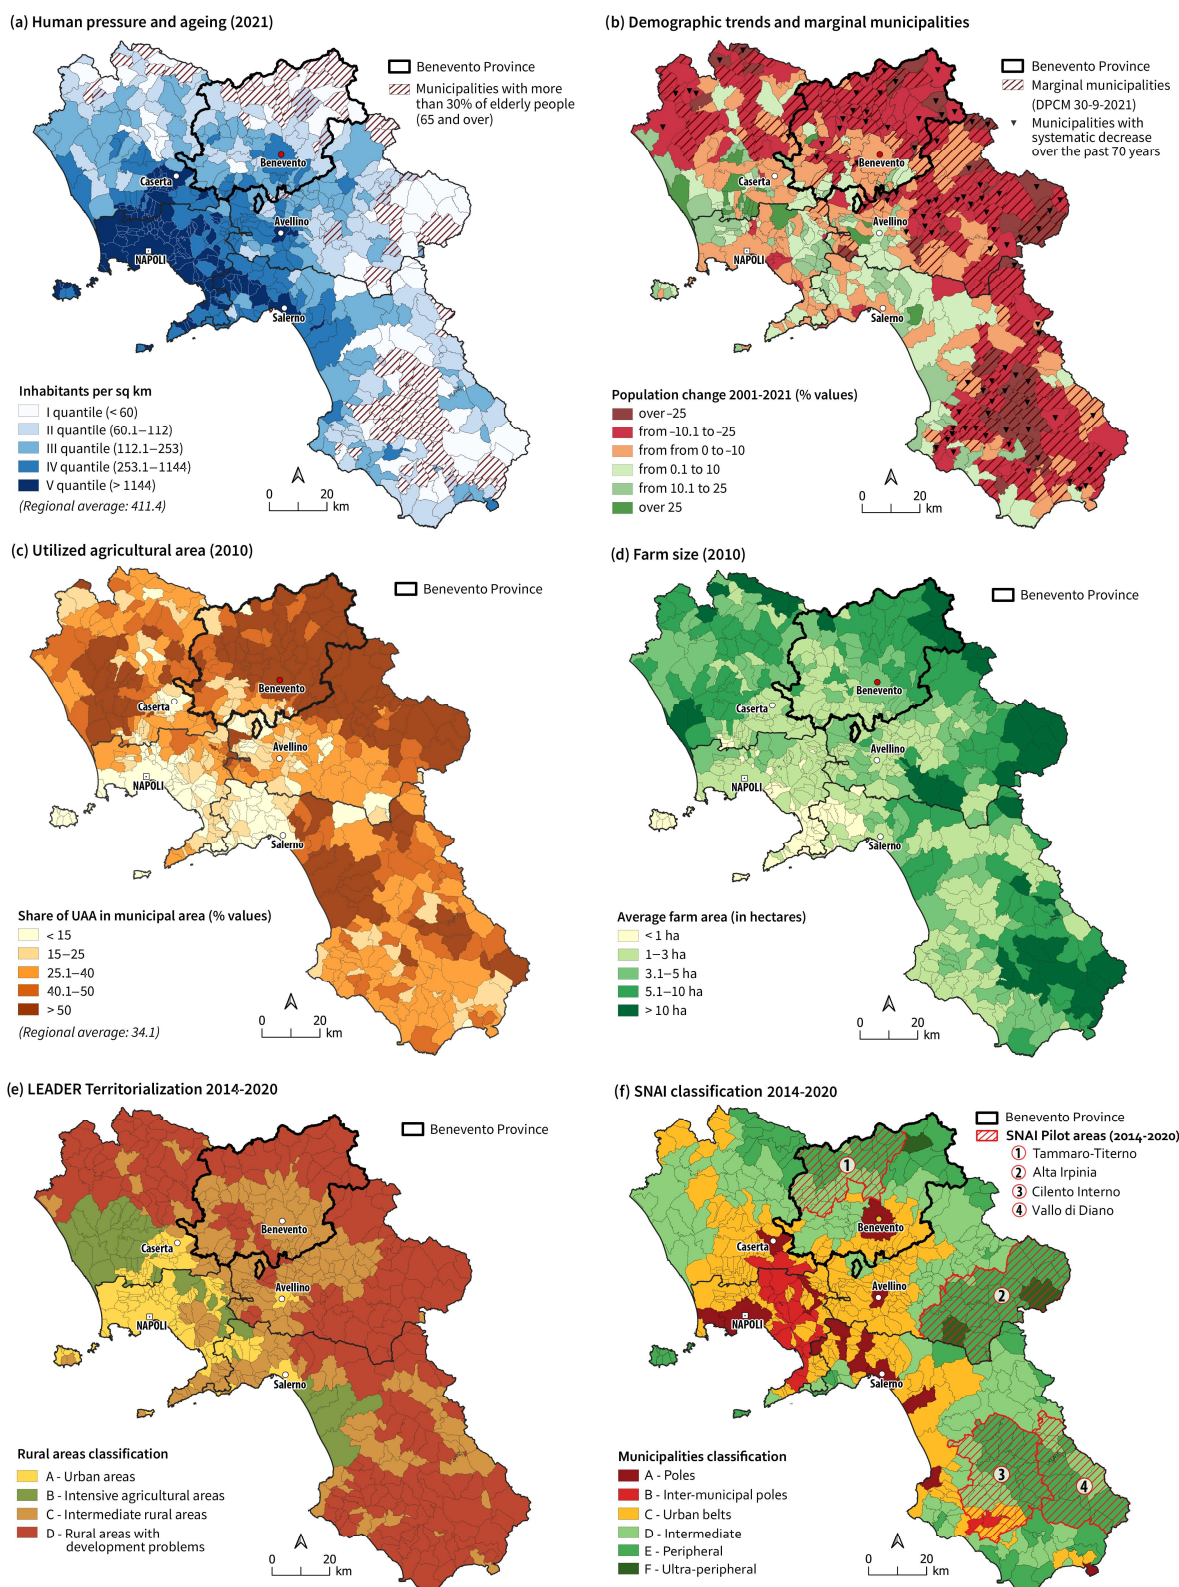 (a) Human pressure and ageing (2021)
Benevento Province
Municipalities with more
than 30% of elderly people
(65 and over)
Benevento
Caserta
Avellino
NAPOLI
Salerno
Inhabitants per sq km
I quantile (< 60)
II quantile (60.1–112)
III quantile (112.1–253)
IV quantile (253.1–1144)
V quantile (> 1144)
(Regional average: 411.4)
0 20
km
(b) Demographic trends and marginal municipalities
Benevento Province
Marginal municipalities
(DPCM 30-9-2021)
Municipalities with
systematic decrease
over the past 70 years
Benevento
Caserta
Avellino
NAPOLI
Salerno
Population change 2001-2021 (% values)
over –25
from –10.1 to –25
from from 0 to –10
from 0.1 to 10
from 10.1 to 25
over 25
0 20
km
(c) Utilized agricultural area (2010)
Benevento Province
Benevento
Caserta
Avellino
NAPOLI
Salerno
Share of UAA in municipal area (% values)
< 15
15–25
25.1–40
40.1–50
> 50
(Regional average: 34.1)
0 20
km
(d) Farm size (2010)
Benevento Province
Benevento
Caserta
Avellino
NAPOLI
Salerno
Average farm area (in hectares)
< 1 ha
1–3 ha
3.1–5 ha
5.1–10 ha
> 10 ha
0 20
km
(e) LEADER Territorialization 2014-2020
Benevento Province
Benevento
Caserta
Avellino
NAPOLI
Salerno
Rural areas classification
A - Urban areas
B - Intensive agricultural areas
C - Intermediate rural areas
D - Rural areas with
development problems
0 20
km
(f) SNAI classification 2014-2020
Benevento Province
SNAI Pilot areas (2014-2020)
1 Tammaro-Titerno
2 Alta Irpinia
3 Cilento Interno
4 Vallo di Diano
1
Benevento
Caserta
Avellino
2
NAPOLI
Salerno
3
4
Municipalities classification
A - Poles
B - Inter-municipal poles
C - Urban belts
D - Intermediate
E - Peripheral
F - Ultra-peripheral
0 20
km